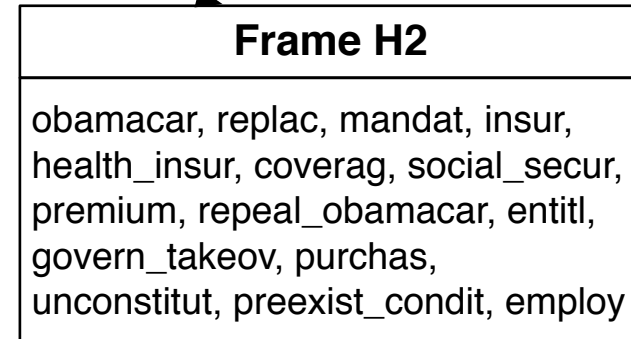 Frame H2
obamacar, replac, mandat, insur,
health_insur, coverag, social_secur,
premium, repeal_obamacar, entitl,
govern_takeov, purchas,
unconstitut, preexist_condit, employ